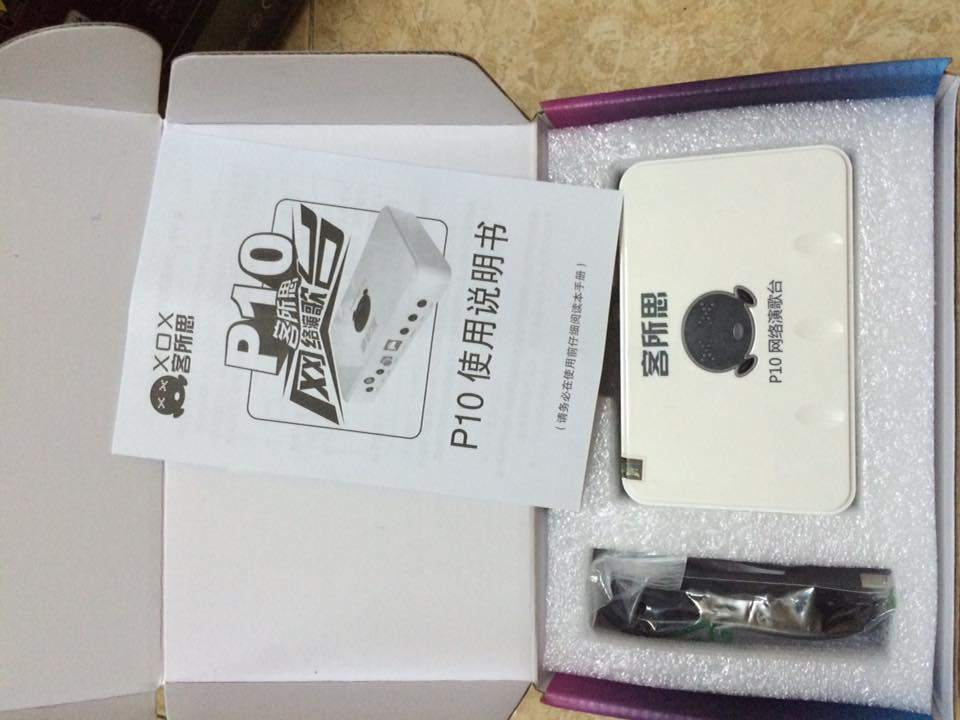 XOX
客所思
P10
客所思
网络演歌台
P10 使用说明书
（请务必在使用前仔细阅读本手册）
客所思
P10 网络演歌台